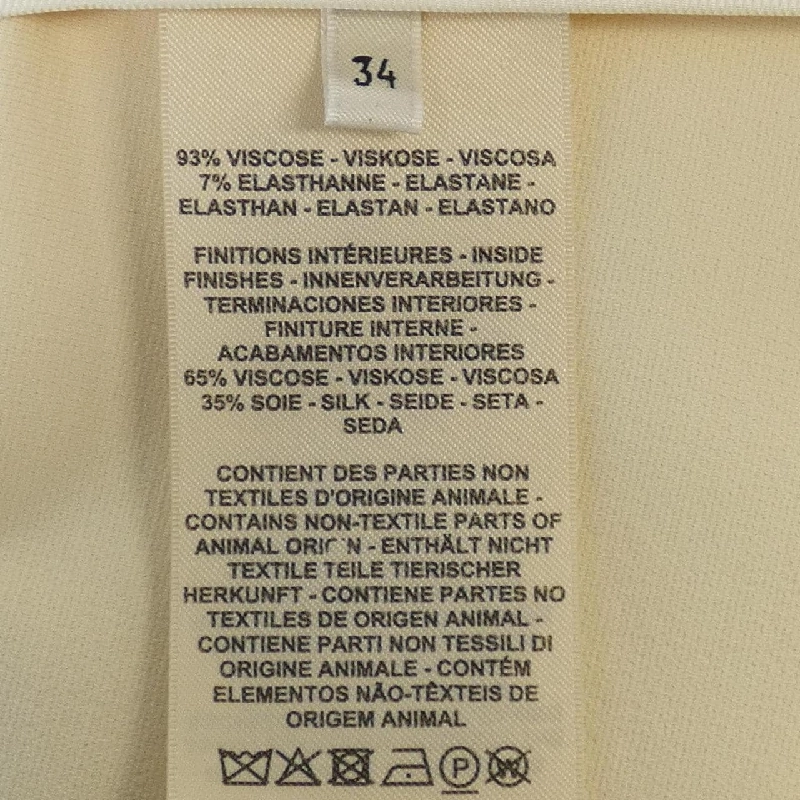 34
93% VISCOSE - VISKOSE - VISCOSA
7% ELASTHANNE - ELASTANE -
ELASTHAN - ELASTAN - ELASTANO
FINITIONS INTÉRIEURES - INSIDE
FINISHES - INNENVERARBEITUNG -
TERMINACIONES INTERIORES -
FINITURE INTERNE -
ACABAMENTOS INTERIORES
65% VISCOSE - VISKOSE - VISCOSA
35% SOIE - SILK - SEIDE - SETA -
SEDA
CONTIENT DES PARTIES NON
TEXTILES D'ORIGINE ANIMALE -
CONTAINS NON-TEXTILE PARTS OF
ANIMAL - ENTHÄLT NICHT
TEXTILE TEILE TIERISCHER
HERKUNFT - CONTIENE PARTES NO
TEXTILES DE ORIGEN ANIMAL -
CONTIENE PARTI NON TESSILI DI
ORIGINE ANIMALE - CONTÉM
ELEMENTOS NÃO-TÊXTEIS DE
ORIGEM ANIMAL
P W